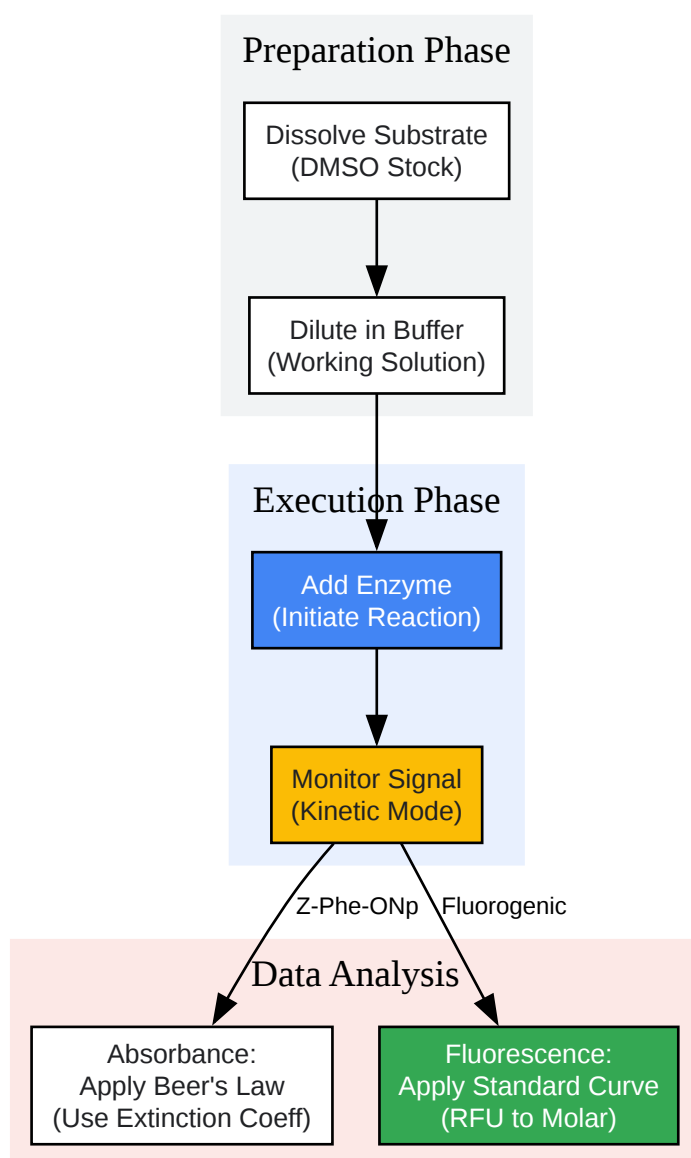 Preparation Phase
Dissolve Substrate
(DMSO Stock)
Dilute in Buffer
(Working Solution)
Execution Phase
Add Enzyme
(Initiate Reaction)
Monitor Signal
(Kinetic Mode)
Z-Phe-ONp
Fluorogenic
Data Analysis
Absorbance:
Apply Beer's Law
(Use Extinction Coeff)
Fluorescence:
Apply Standard Curve
(RFU to Molar)